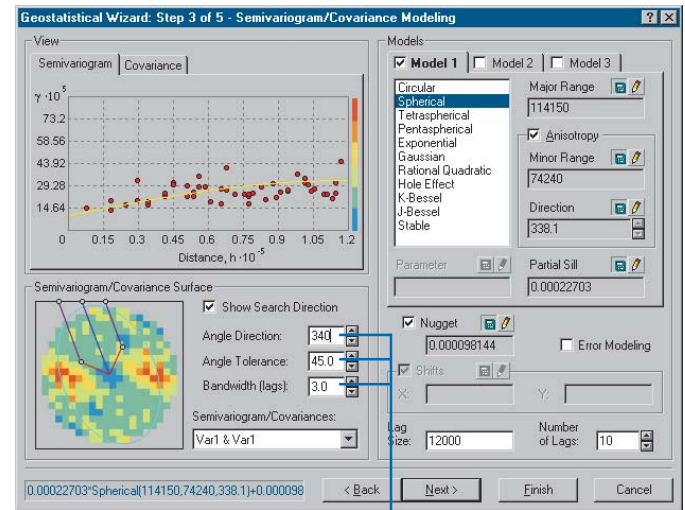 Geostatistical Wizard: Step 3 of 5 - Semivariogram/Covariance Modeling
View
Semivariogram
Covariance
γ·10⁵
73.2
58.56
43.92
29.28
14.64
0 0.15 0.3 0.45 0.6 0.75 0.9 1.05 1.2
Distance, h·10⁻⁵
Semivariogram/Covariance Surface
Show Search Direction
Angle Direction: 340
Angle Tolerance: 45.0
Bandwidth (lags): 3.0
Semivariogram/Covariances:
Var1 & Var1
Models
Model 1 Model 2 Model 3
Circular
Spherical
Tetraspherical
Pentaspherical
Exponential
Gaussian
Rational Quadratic
Hole Effect
K-Bessel
J-Bessel
Stable
Major Range
114150
Anisotropy
Minor Range
74240
Direction
338.1
Parameter
Partial Sill
0.00022703
Nugget
0.000098144
Error Modeling
Shifts
X: Y:
Lag Size: 12000
Number of Lags: 10
0.00022703*Spherical(114150,74240,338.1)+0.000098
< Back
Next >
Finish
Cancel